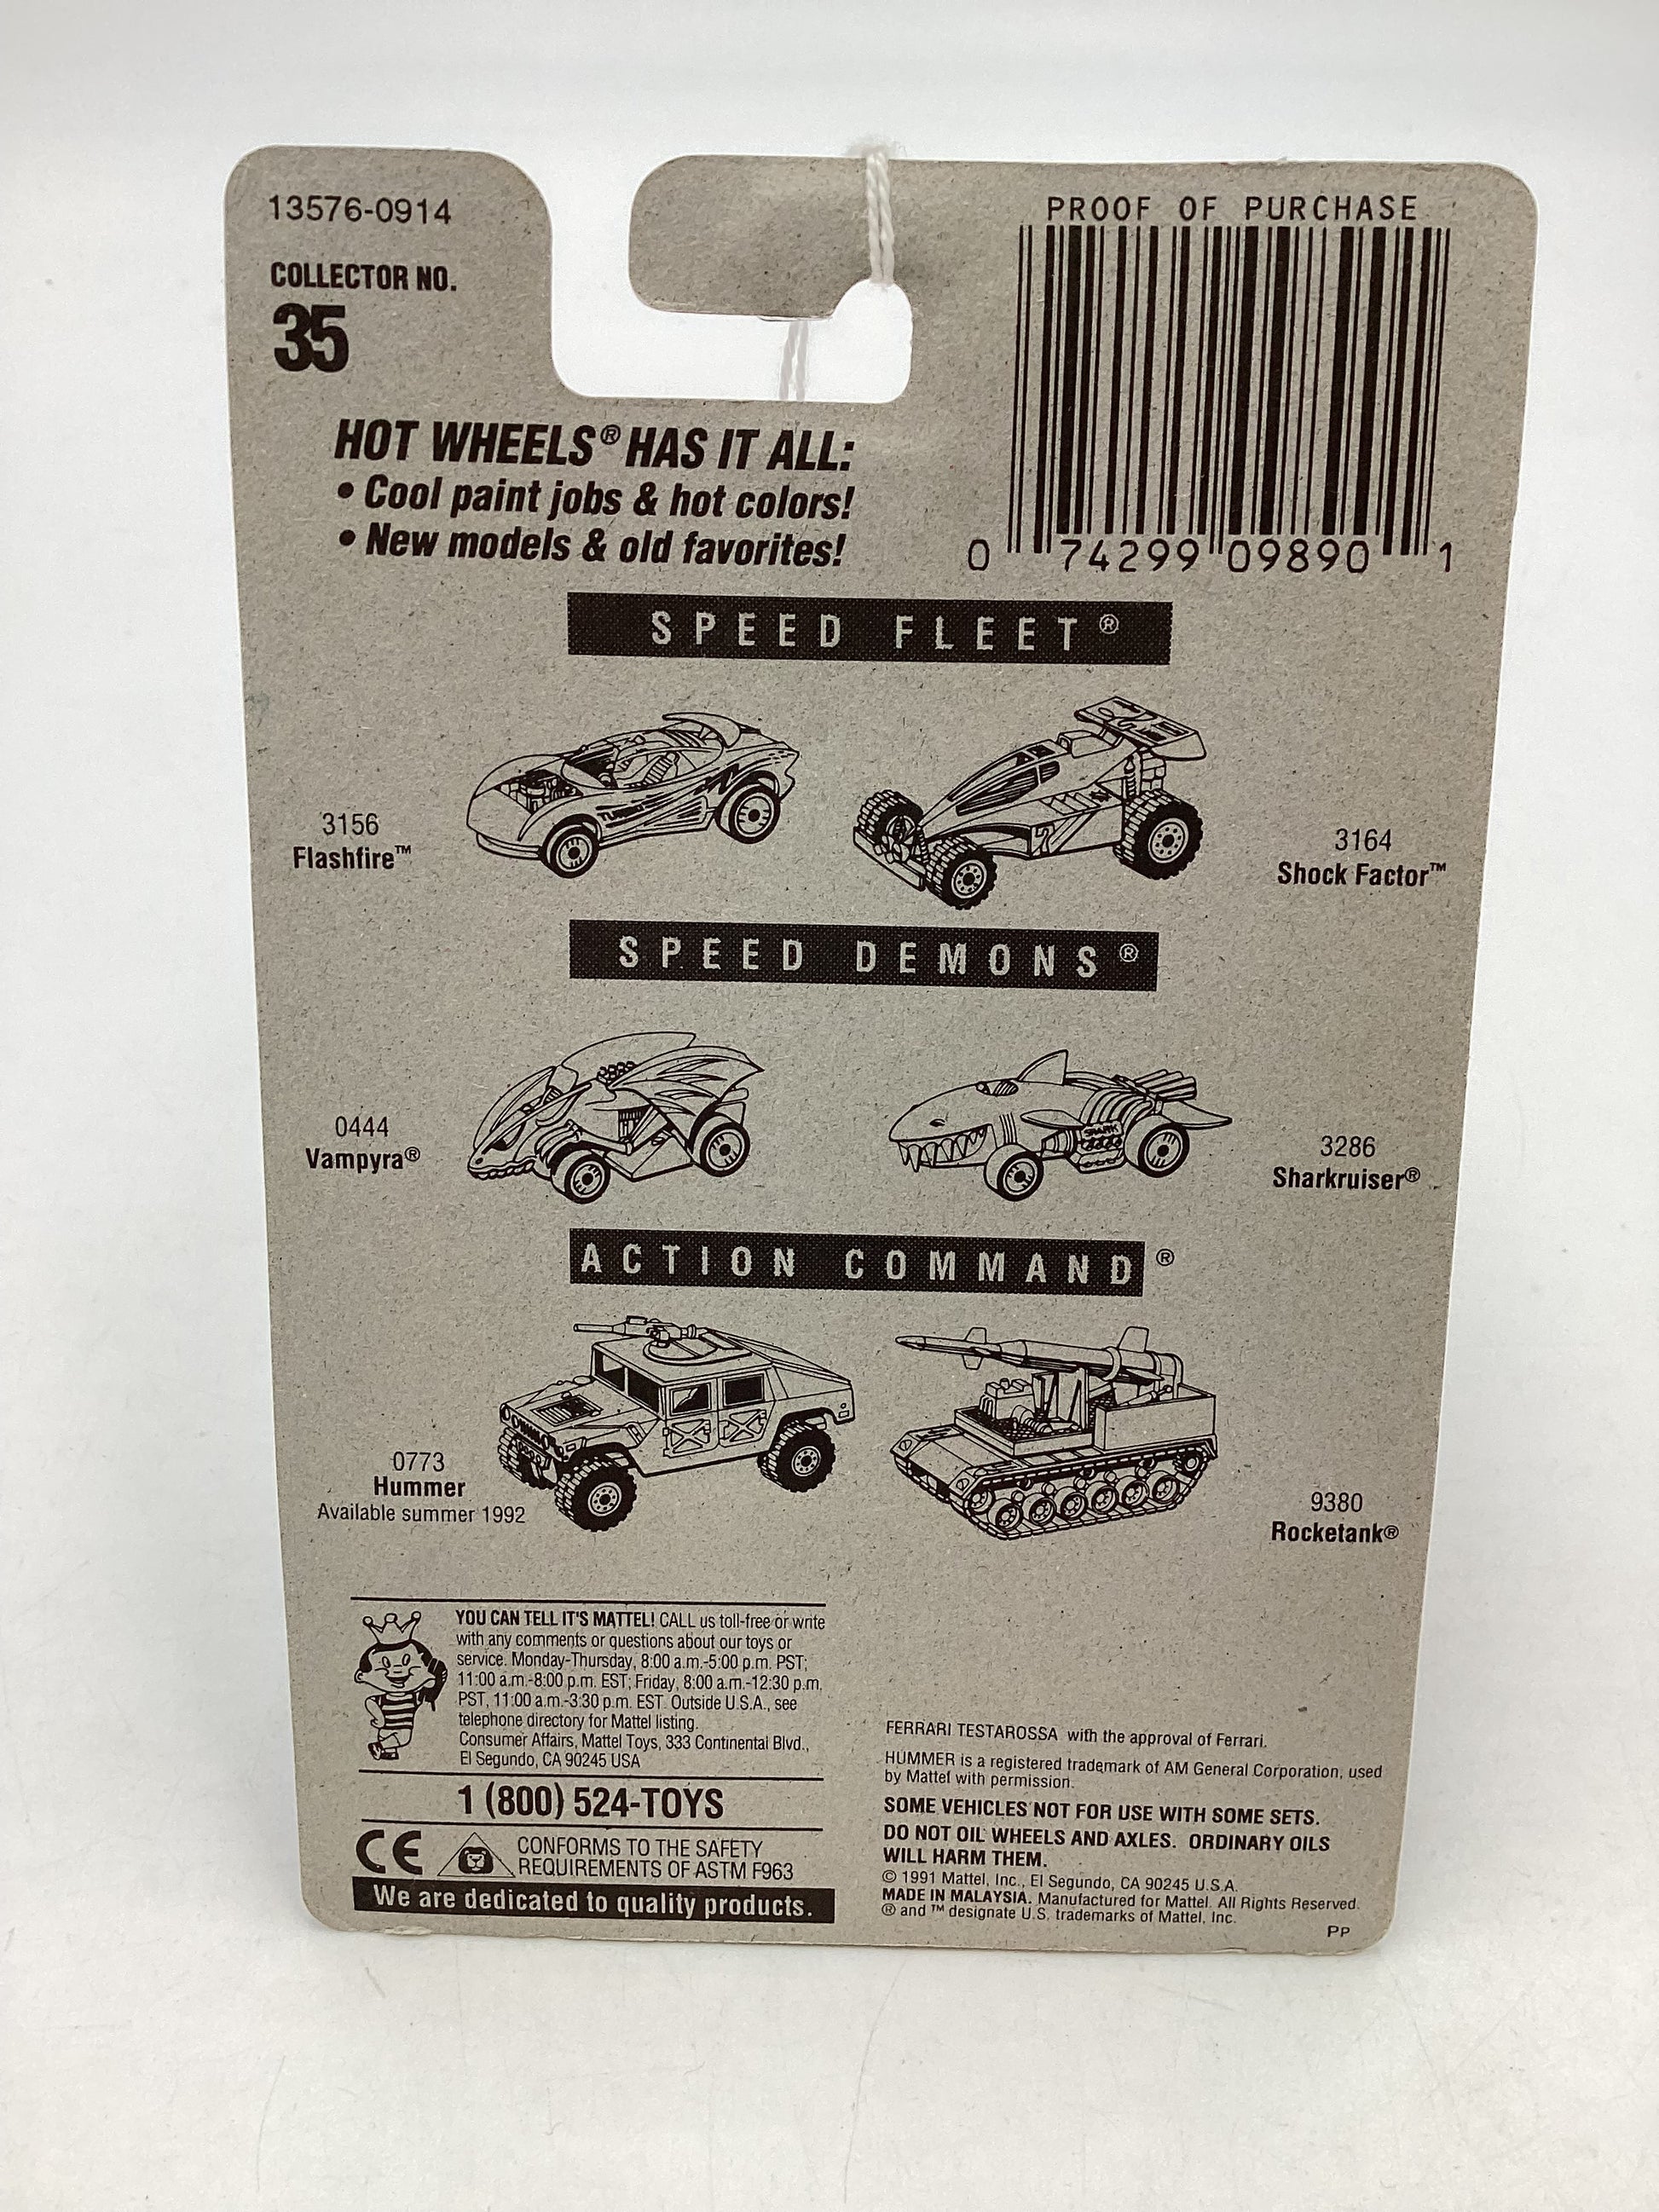 13576-0914
COLLECTOR NO.
35
PROOF OF PURCHASE
0 74299 09890 1
HOT WHEELS® HAS IT ALL:
• Cool paint jobs & hot colors!
• New models & old favorites!
SPEED FLEET®
3156
Flashfire™
TURBO
3164
Shock Factor™
SPEED DEMONS®
0444
Vampyra®
SHARK
3286
Sharkruiser®
ACTION COMMAND®
0773
Hummer
Available summer 1992
9380
Rocketank®
YOU CAN TELL IT'S MATTEL! CALL us toll-free or write
with any comments or questions about our toys or
service. Monday-Thursday, 8:00 a.m.-5:00 p.m. PST;
11:00 a.m.-8:00 p.m. EST; Friday, 8:00 a.m.-12:30 p.m.
PST, 11:00 a.m.-3:30 p.m. EST. Outside U.S.A., see
telephone directory for Mattel listing.
Consumer Affairs, Mattel Toys, 333 Continental Blvd.,
El Segundo, CA 90245 USA
1 (800) 524-TOYS
CE
CONFORMS TO THE SAFETY
REQUIREMENTS OF ASTM F963
We are dedicated to quality products.
FERRARI TESTAROSSA with the approval of Ferrari.
HUMMER is a registered trademark of AM General Corporation, used
by Mattel with permission.
SOME VEHICLES NOT FOR USE WITH SOME SETS.
DO NOT OIL WHEELS AND AXLES. ORDINARY OILS
WILL HARM THEM.
© 1991 Mattel, Inc., El Segundo, CA 90245 U.S.A.
MADE IN MALAYSIA. Manufactured for Mattel. All Rights Reserved.
® and ™ designate U.S. trademarks of Mattel, Inc.
PP